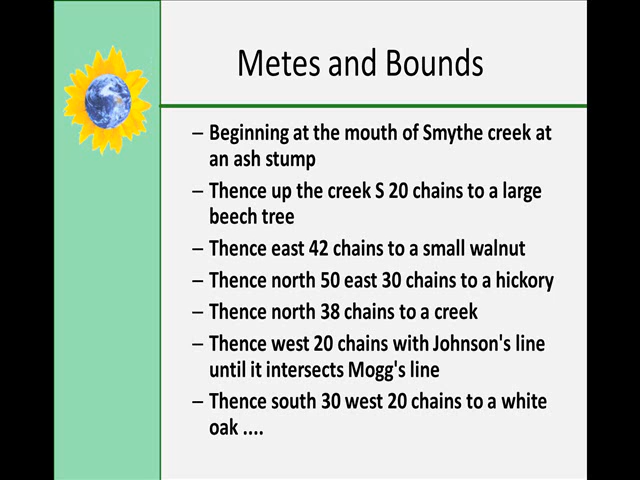 Metes and Bounds
– Beginning at the mouth of Smythe creek at
an ash stump
– Thence up the creek S 20 chains to a large
beech tree
– Thence east 42 chains to a small walnut
– Thence north 50 east 30 chains to a hickory
– Thence north 38 chains to a creek
– Thence west 20 chains with Johnson's line
until it intersects Mogg's line
– Thence south 30 west 20 chains to a white
oak ....